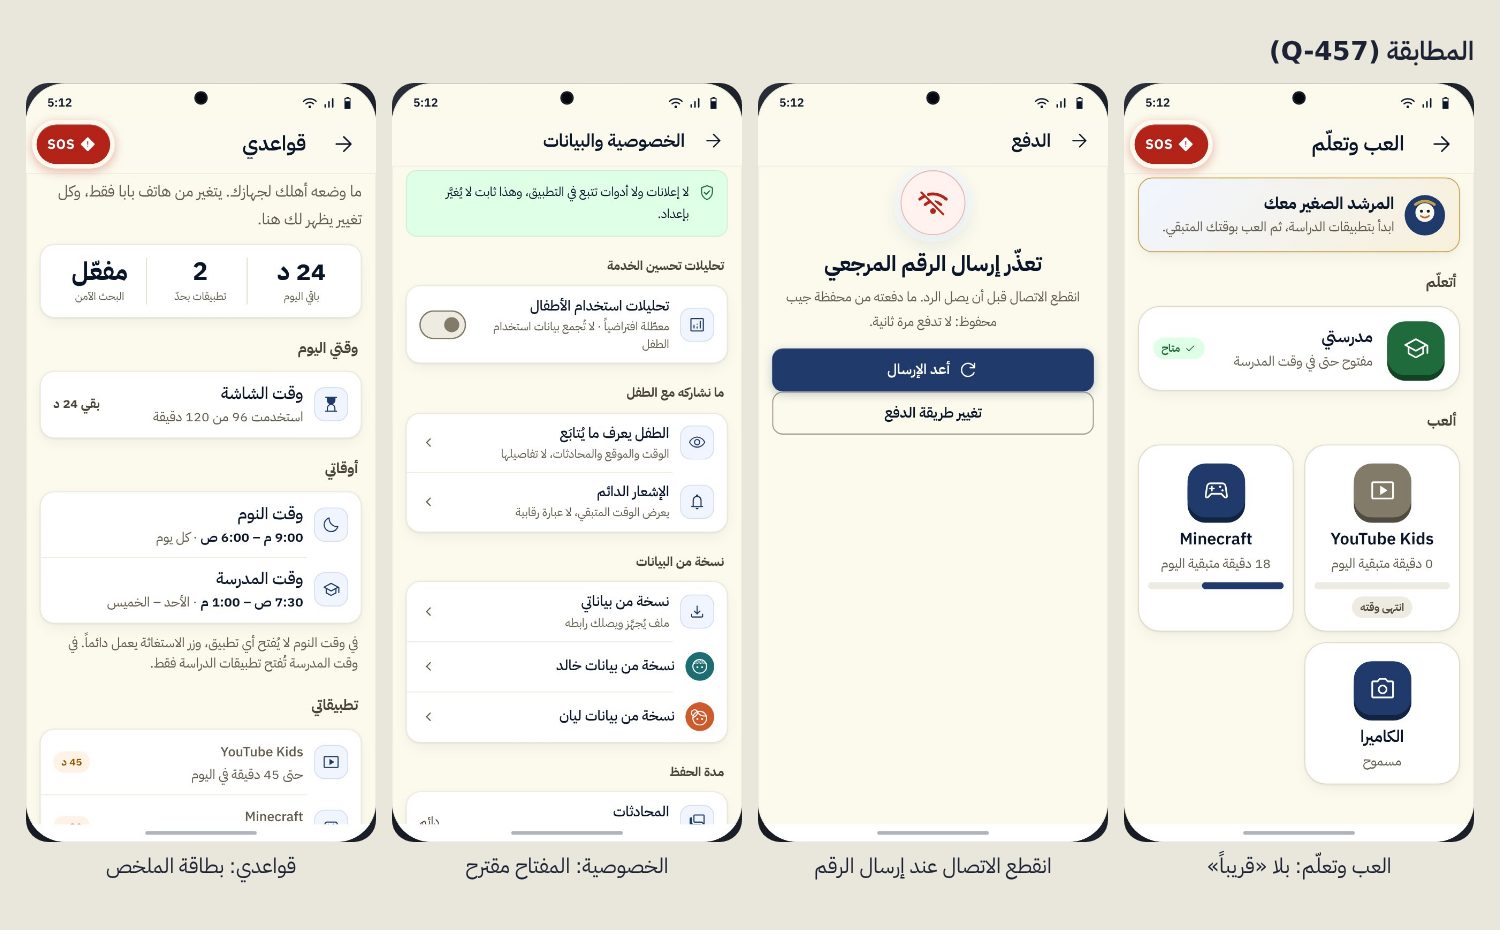 المطابقة (Q-457)
5:12
العب وتعلّم
SOS
المرشد الصغير معك
ابدأ بتطبيقات الدراسة، ثم العب بوقتك المتبقي.
أتعلّم
مدرستي
مفتوح حتى في وقت المدرسة
متاح
ألعب
YouTube Kids
0 دقيقة متبقية اليوم
انتهى وقته
Minecraft
18 دقيقة متبقية اليوم
الكاميرا
مسموح
العب وتعلّم: بلا «قريباً»
5:12
الدفع
تعذّر إرسال الرقم المرجعي
انقطع الاتصال قبل أن يصل الرد. ما دفعته من محفظة جيب
محفوظ: لا تدفع مرة ثانية.
أعد الإرسال
تغيير طريقة الدفع
انقطع الاتصال عند إرسال الرقم
5:12
الخصوصية والبيانات
لا إعلانات ولا أدوات تتبع في التطبيق، وهذا ثابت لا يُغيَّر
بإعداد.
تحليلات تحسين الخدمة
تحليلات استخدام الأطفال
معطّلة افتراضياً · لا تُجمع بيانات استخدام
الطفل
ما نشاركه مع الطفل
الطفل يعرف ما يُتابَع
الوقت والموقع والمحادثات، لا تفاصيلها
الإشعار الدائم
يعرض الوقت المتبقي، لا عبارة رقابية
نسخة من البيانات
نسخة من بياناتي
ملف يُجهَّز ويصلك رابطه
نسخة من بيانات خالد
نسخة من بيانات ليان
مدة الحفظ
المحادثات
دائم
الخصوصية: المفتاح مقترح
5:12
قواعدي
SOS
ما وضعه أهلك لجهازك. يتغير من هاتف بابا فقط، وكل
تغيير يظهر لك هنا.
24 د
باقي اليوم
2
تطبيقات بحدّ
مفعّل
البحث الآمن
وقتي اليوم
وقت الشاشة
استخدمت 96 من 120 دقيقة
بقي 24 د
أوقاتي
وقت النوم
9:00 م – 6:00 ص · كل يوم
وقت المدرسة
7:30 ص – 1:00 م · الأحد – الخميس
في وقت النوم لا يُفتح أي تطبيق، وزر الاستغاثة يعمل دائماً. في
وقت المدرسة تُفتح تطبيقات الدراسة فقط.
تطبيقاتي
YouTube Kids
حتى 45 دقيقة في اليوم
45 د
Minecraft
قواعدي: بطاقة الملخص